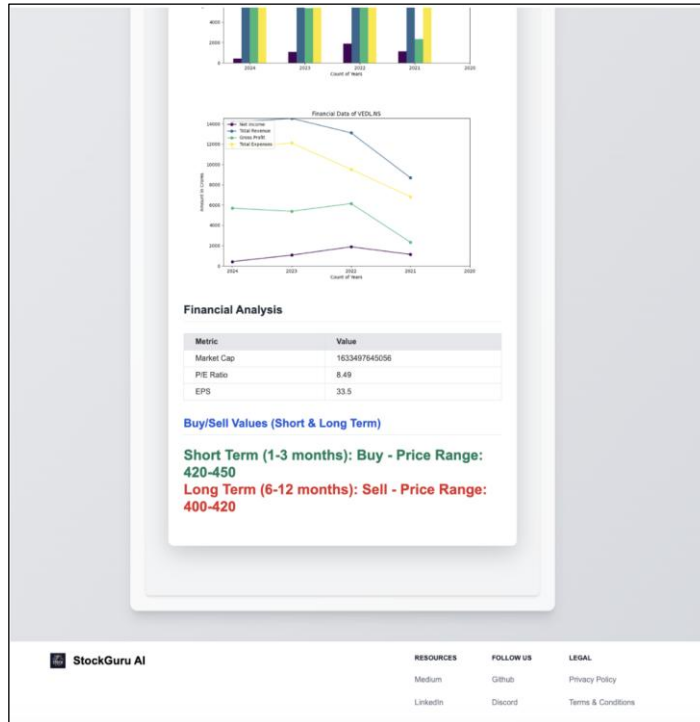 4000
2000
0
2024 2023 2022 2021 2020
Count of Years
Financial Data of VEDL.NS
14000
12000
10000
8000
6000
4000
2000
0
Net Income
Total Revenue
Gross Profit
Total Expenses
Amount in Crores
2024 2023 2022 2021 2020
Count of Years
Financial Analysis
Metric Value
Market Cap 1633497645056
P/E Ratio 8.49
EPS 33.5
Buy/Sell Values (Short & Long Term)
Short Term (1-3 months): Buy - Price Range:
420-450
Long Term (6-12 months): Sell - Price Range:
400-420
StockGuru AI
RESOURCES FOLLOW US LEGAL
Medium Github Privacy Policy
LinkedIn Discord Terms & Conditions